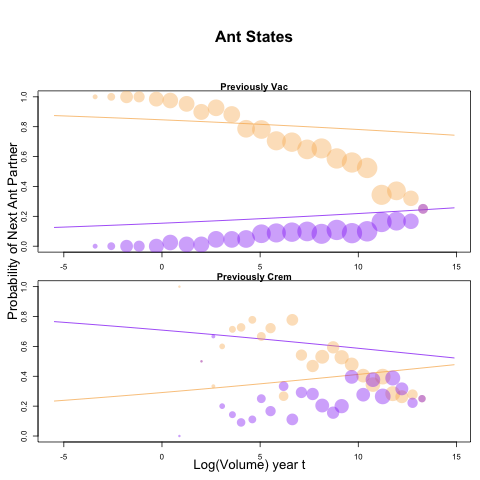 Ant States
Previously Vac
0.0 0.2 0.4 0.6 0.8 1.0
-5 0 5 10 15
Probability of Next Ant Partner
Previously Crem
0.0 0.2 0.4 0.6 0.8 1.0
-5 0 5 10 15
Log(Volume) year t